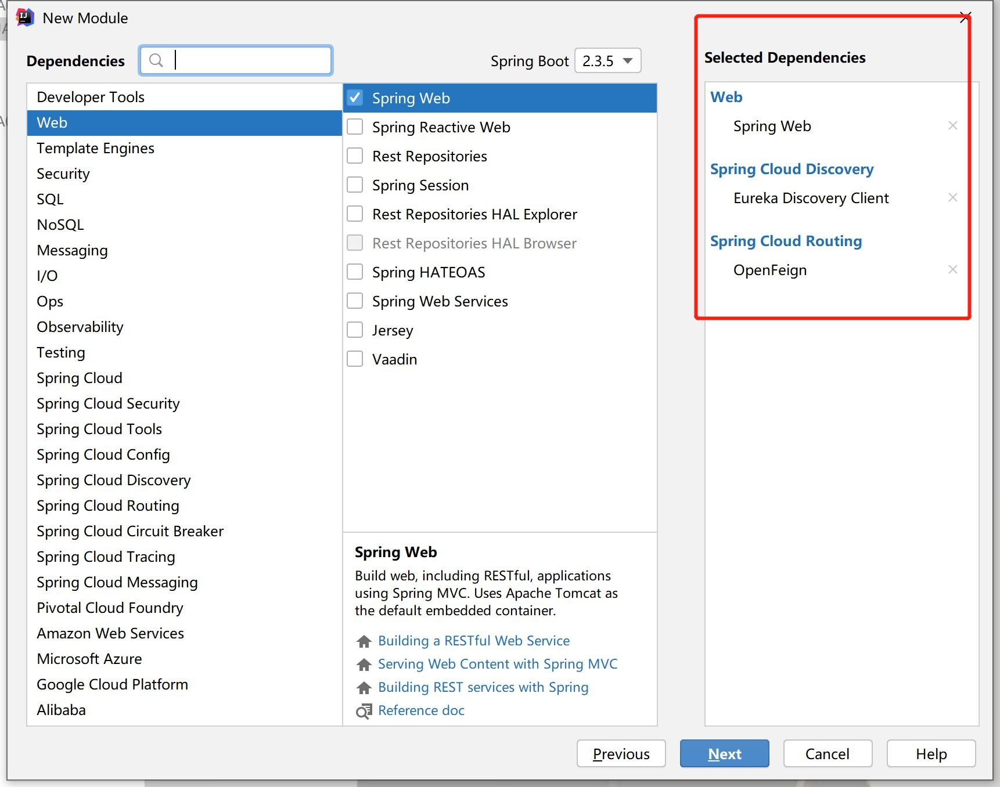 New Module
Dependencies
Spring Boot 2.3.5
Developer Tools
Web
Template Engines
Security
SQL
NoSQL
Messaging
I/O
Ops
Observability
Testing
Spring Cloud
Spring Cloud Security
Spring Cloud Tools
Spring Cloud Config
Spring Cloud Discovery
Spring Cloud Routing
Spring Cloud Circuit Breaker
Spring Cloud Tracing
Spring Cloud Messaging
Pivotal Cloud Foundry
Amazon Web Services
Microsoft Azure
Google Cloud Platform
Alibaba
Spring Web
Spring Reactive Web
Rest Repositories
Spring Session
Rest Repositories HAL Explorer
Rest Repositories HAL Browser
Spring HATEOAS
Spring Web Services
Jersey
Vaadin
Spring Web
Build web, including RESTful, applications
using Spring MVC. Uses Apache Tomcat as
the default embedded container.
Building a RESTful Web Service
Serving Web Content with Spring MVC
Building REST services with Spring
Reference doc
Selected Dependencies
Web
Spring Web
Spring Cloud Discovery
Eureka Discovery Client
Spring Cloud Routing
OpenFeign
Previous
Next
Cancel
Help